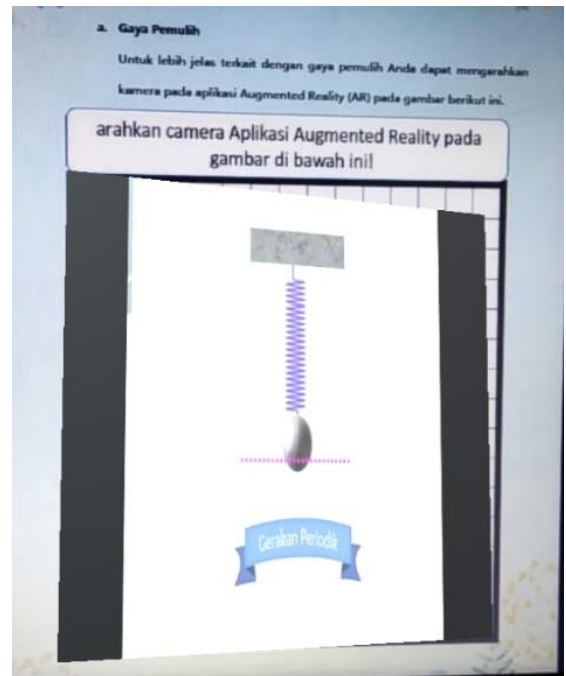 a. Gaya Pemulih
Untuk lebih jelas terkait dengan gaya pemulih Anda dapat mengarahkan
kamera pada aplikasi Augmented Reality (AR) pada gambar berikut ini.
arahkan camera Aplikasi Augmented Reality pada
gambar di bawah ini!
Gerakan Periodik